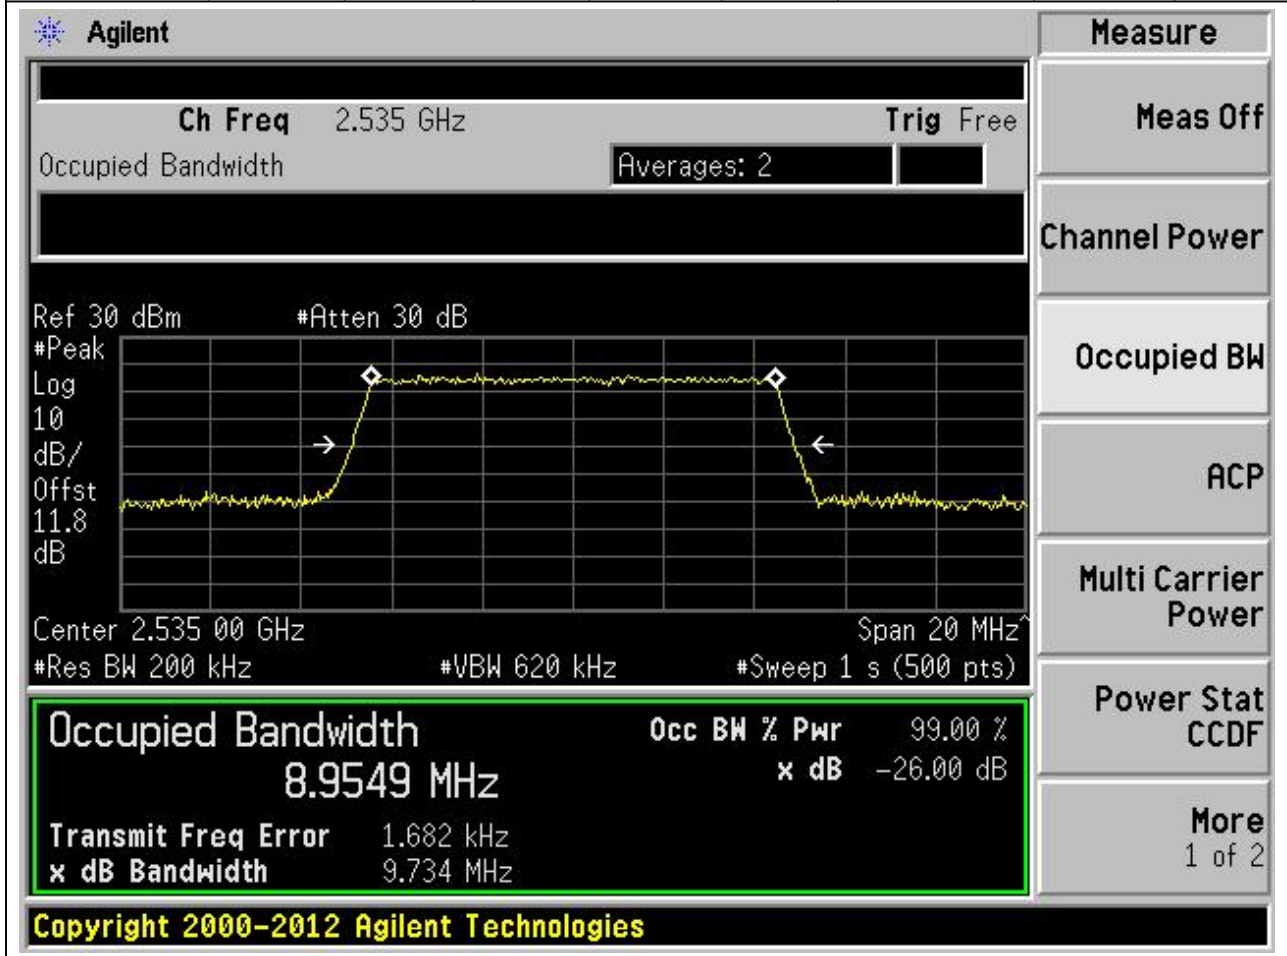 Agilent
Measure
Ch Freq 2.535 GHz Trig Free
Meas Off
Occupied Bandwidth Averages: 2
Channel Power
Ref 30 dBm #Atten 30 dB
#Peak
Log
10
dB/
Offst
11.8
dB
Occupied BW
ACP
Multi Carrier
Power
Center 2.535 00 GHz Span 20 MHz^
#Res BW 200 kHz #VBW 620 kHz #Sweep 1 s (500 pts)
Power Stat
CCDF
Occupied Bandwidth Occ BW % Pwr 99.00 %
8.9549 MHz x dB -26.00 dB
Transmit Freq Error 1.682 kHz
x dB Bandwidth 9.734 MHz
More
1 of 2
Copyright 2000-2012 Agilent Technologies